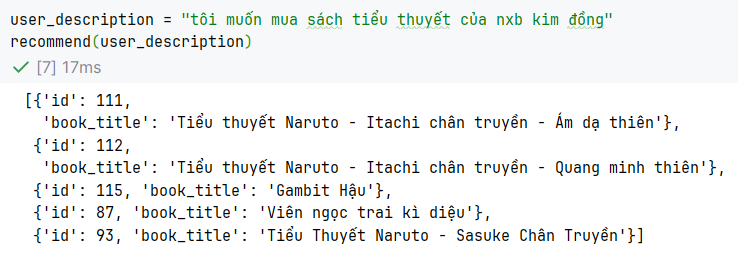 user_description = "tôi muốn mua sách tiểu thuyết của nxb kim đồng"
recommend(user_description)
[7] 17ms
[{'id': 111,
'book_title': 'Tiểu thuyết Naruto - Itachi chân truyền - Ám dạ thiên'},
{'id': 112,
'book_title': 'Tiểu thuyết Naruto - Itachi chân truyền - Quang minh thiên'},
{'id': 115, 'book_title': 'Gambit Hậu'},
{'id': 87, 'book_title': 'Viên ngọc trai kì diệu'},
{'id': 93, 'book_title': 'Tiểu Thuyết Naruto - Sasuke Chân Truyền'}]